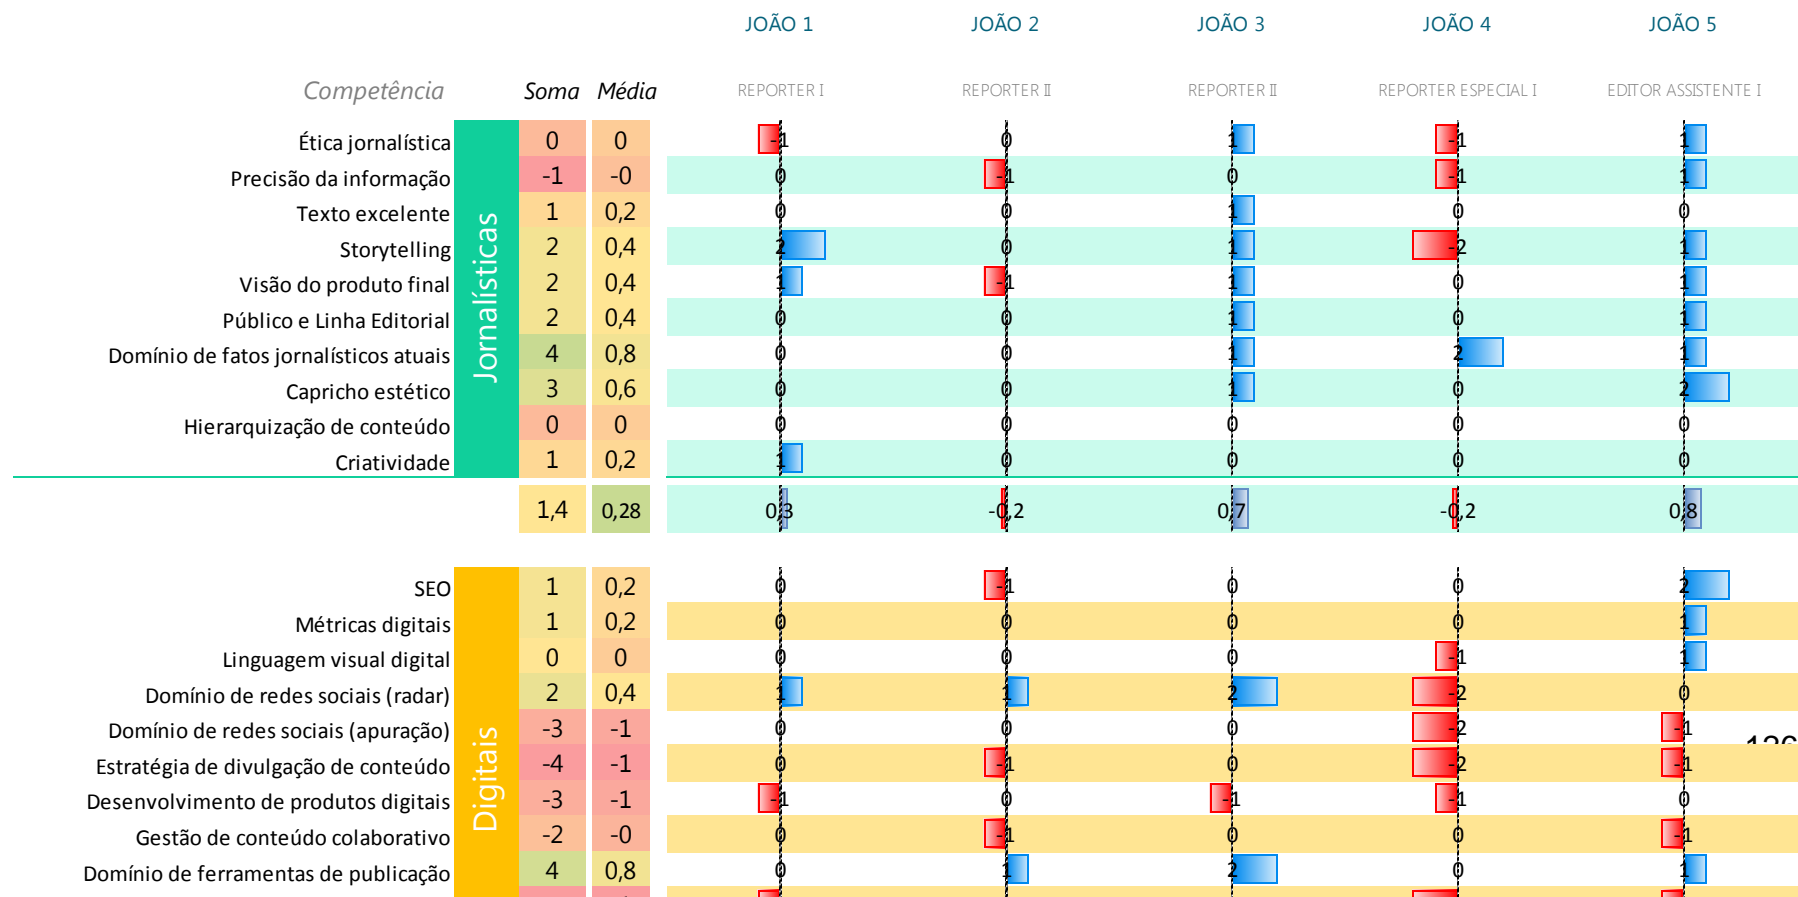 JOÃO 1 JOÃO 2 JOÃO 3 JOÃO 4 JOÃO 5
Competência Soma Média REPORTER I REPORTER II REPORTER II REPORTER ESPECIAL I EDITOR ASSISTENTE I
Jornalísticas
Ética jornalística 0 0 -1 0 1 -1 1
Precisão da informação -1 -0 0 -1 0 -1 1
Texto excelente 1 0,2 0 0 1 0 0
Storytelling 2 0,4 2 0 1 -2 1
Visão do produto final 2 0,4 1 -1 1 0 1
Público e Linha Editorial 2 0,4 0 0 1 0 1
Domínio de fatos jornalísticos atuais 4 0,8 0 0 1 2 1
Capricho estético 3 0,6 0 0 1 0 2
Hierarquização de conteúdo 0 0 0 0 0 0 0
Criatividade 1 0,2 1 0 0 0 0
1,4 0,28 0,3 -0,2 0,7 -0,2 0,8
Digitais
SEO 1 0,2 0 -1 0 0 2
Métricas digitais 1 0,2 0 0 0 0 1
Linguagem visual digital 0 0 0 0 0 -1 1
Domínio de redes sociais (radar) 2 0,4 1 1 2 -2 0
Domínio de redes sociais (apuração) -3 -1 0 0 0 -2 -1
Estratégia de divulgação de conteúdo -4 -1 0 -1 0 -2 -1
Desenvolvimento de produtos digitais -3 -1 -1 0 -1 -1 0
Gestão de conteúdo colaborativo -2 -0 0 -1 0 0 -1
Domínio de ferramentas de publicação 4 0,8 0 1 2 0 1